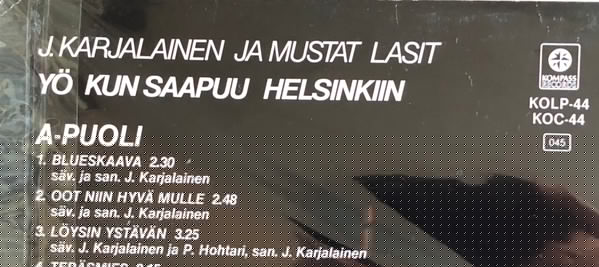 J. KARJALAINEN JA MUSTAT LASIT
YÖ KUN SAAPUU HELSINKIIN
KOMPASS
RECORDS
KOLP-44
KOC-44
045
A-PUOLI
1. BLUESKAAVA 2.30
säv. ja san. J. Karjalainen
2. OOT NIIN HYVÄ MULLE 2.48
säv. ja san. J. Karjalainen
3. LÖYSIN YSTÄVÄN 3.25
säv. J. Karjalainen ja P. Hohtari, san. J. Karjalainen